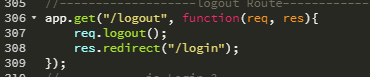 305 //--------------------logout Route--------------------
306 app.get("/logout", function(req, res){
307 req.logout();
308 res.redirect("/login");
309 });